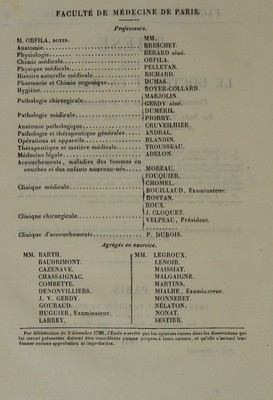 FACULTÉ DE MÉDECINE DE PARIS.
Professeurs.
M. ORFILA, DOYEN. MM.
Anatomie........ BRESCHET.
Physiologie........ BÉRARD aîné.
Chimie médicale........ ORFILA.
Physique médicale........ PELLETAN.
Histoire naturelle médicale........ RICHARD.
Pharmacie et Chimie organique........ DUMAS.
Hygiène........ ROYER-COLLARD.
Pathologie chirurgicale........ MARJOLIN.
GERDY aîné.
Pathologie médicale........ DUMÉRIL.
PIORRY.
Anatomie pathologique........ CRUVEILHIER.
Pathologie et thérapeutique générales........ ANDRAL.
Opérations et appareils........ BLANDIN.
Thérapeutique et matière médicale........ TROUSSEAU.
Médecine légale........ ADELON.
Accouchements, maladies des femmes en
couches et des enfants nouveau-nés...... MOREAU.
Clinique médicale........ FOUQUIER.
CHOMEL.
BOUILLAUD, Examinateur.
ROSTAN.
Clinique chirurgicale........ ROUX.
J. CLOQUET.
VELPEAU, Président.
........
Clinique d'accouchements........ P. DUBOIS.
Agrégés en exercice.
MM. BARTH. MM. LEGROUX.
BAUDRIMONT. LENOIR.
CAZENAVE. MAISSIAT.
CHASSAIGNAC. MALGAIGNE.
COMBETTE. MARTINS.
DENONVILLIERS. MIALHE, Examinateur.
J. V. GERDY. MONNERET.
GOURAUD. NÉLATON.
HUGUIER, Examinateur. NONAT.
LARREY. SESTIER.
Par délibération du 9 décembre 1798, l'École a arrêté que les opinions émises dans les dissertations qui
lui seront présentées doivent être considérées comme propres à leurs auteurs, et qu'elle n'entend leur
donner aucune approbation ni improbation.